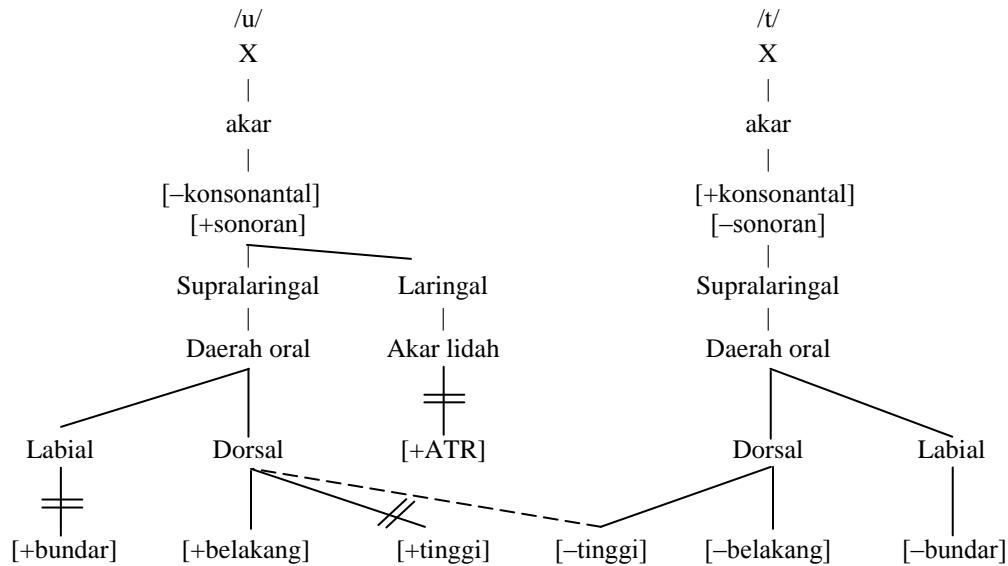 /u/ /t/
X X
akar akar
[–konsonantal] [+konsonantal]
[+sonoran] [–sonoran]
Supralaringal Laringal Supralaringal
Daerah oral Akar lidah Daerah oral
Labial Dorsal [+ATR] Dorsal Labial
[+bundar] [+belakang] [+tinggi] [–tinggi] [–belakang] [–bundar]